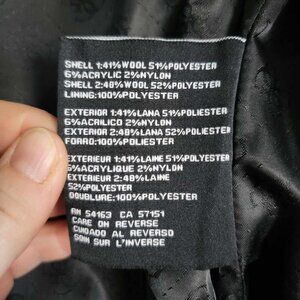 SHELL 1:41%WOOL 51%POLYESTER
6%ACRYLIC 2%NYLON
SHELL 2:48%WOOL 52%POLYESTER
LINING:100%POLYESTER
EXTERIOR 1:41%LANA 51%POLIESTER
6%ACRILICO 2%NYLON
EXTERIOR 2:48%LANA 52%POLIESTER
FORRO:100%POLIESTER
EXTERIEUR 1:41%LAINE 51%POLYESTER
6%ACRYLIQUE 2%NYLON
EXTERIEUR 2:48%LAINE
52%POLYESTER
DOUBLURE:100%POLYESTER
RN 54163 CA 57151
CARE ON REVERSE
CUIDADO AL REVERSO
SOIN SUR L'INVERSE